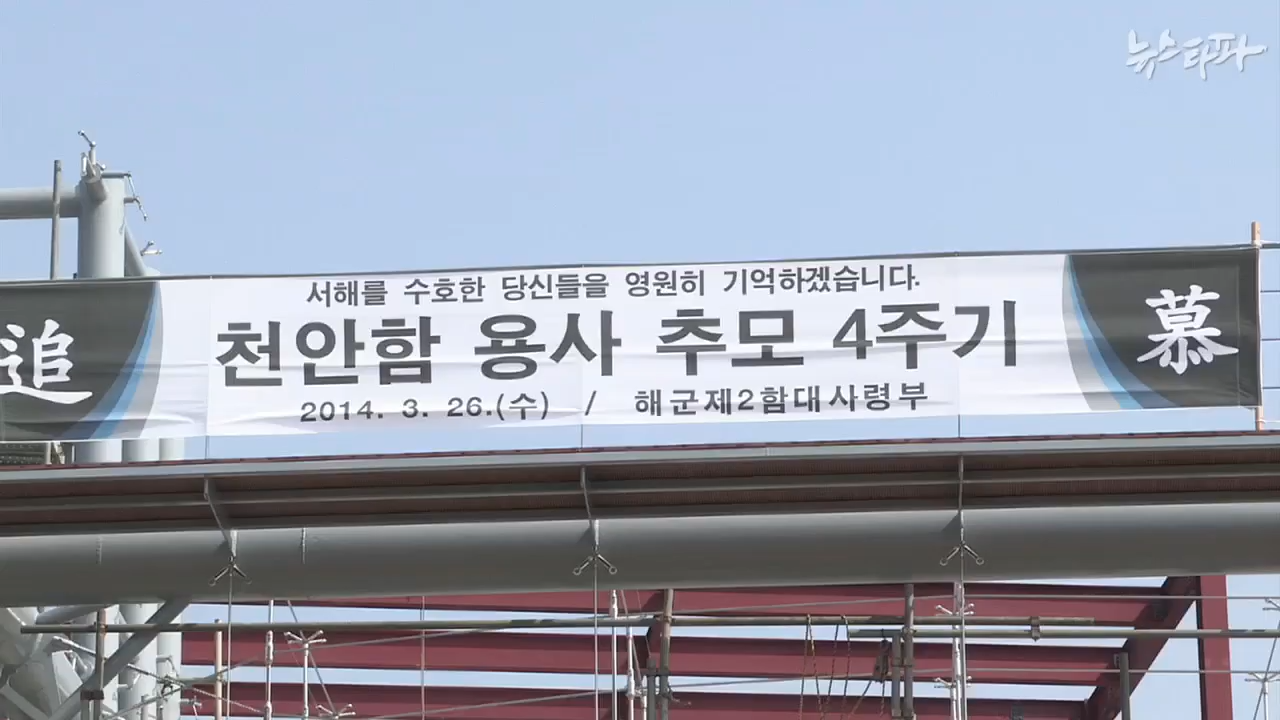 뉴스타파
서해를 수호한 당신들을 영원히 기억하겠습니다.
追 천안함 용사 추모 4주기 慕
2014. 3. 26.(수) / 해군제2함대사령부